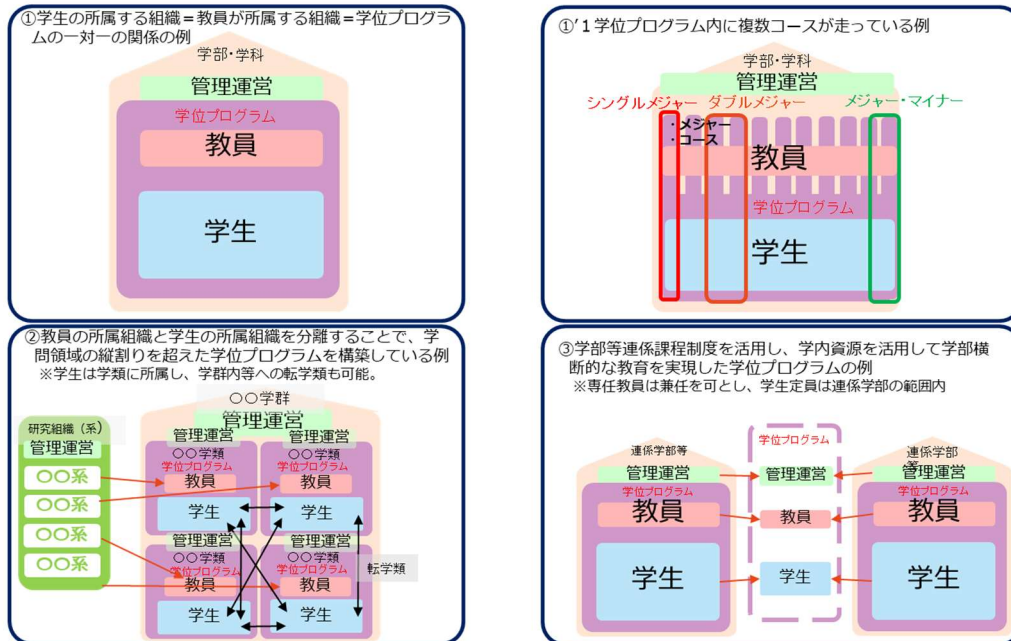 ①学生の所属する組織＝教員が所属する組織＝学位プログラ
ムの一対一の関係の例
学部・学科
管理運営
学位プログラム
教員
学生
①’１学位プログラム内に複数コースが走っている例
学部・学科
管理運営
シングルメジャー
ダブルメジャー
メジャー・マイナー
・メジャー
・コース
教員
学位プログラム
学生
②教員の所属組織と学生の所属組織を分離することで、学
問領域の縦割りを超えた学位プログラムを構築している例
※学生は学類に所属し、学群内等への転学類も可能。
〇〇学群
管理運営
研究組織（系）
管理運営
〇〇系
〇〇系
〇〇系
〇〇系
管理運営
〇〇学類
学位プログラム
教員
学生
管理運営
〇〇学類
学位プログラム
教員
学生
管理運営
〇〇学類
学位プログラム
教員
学生
管理運営
〇〇学類
学位プログラム
教員
学生
転学類
③学部等連係課程制度を活用し、学内資源を活用して学部横
断的な教育を実現した学位プログラムの例
※専任教員は兼任を可とし、学生定員は連係学部の範囲内
連係学部等
管理運営
学位プログラム
教員
学生
学位プログラム
管理運営
教員
学生
連係学部
等
管理運営
学位プログラム
教員
学生